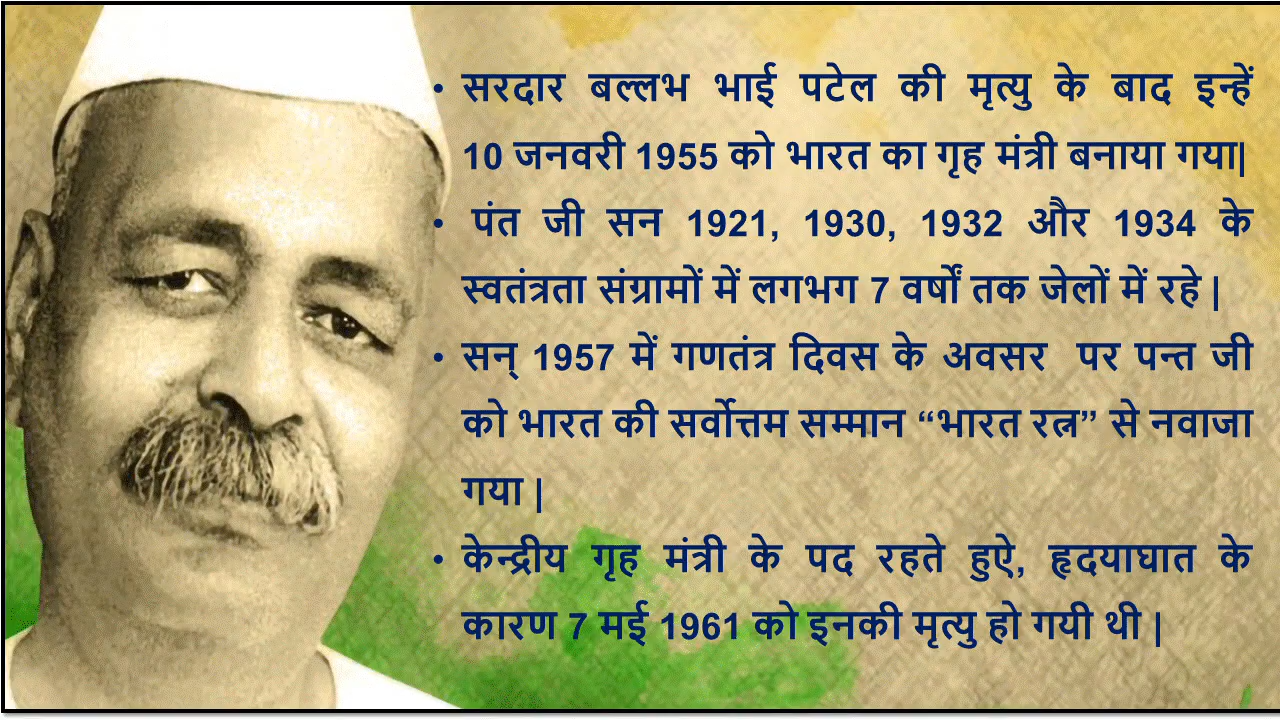 • सरदार बल्लभ भाई पटेल की मृत्यु के बाद इन्हें
10 जनवरी 1955 को भारत का गृह मंत्री बनाया गया|
• पंत जी सन 1921, 1930, 1932 और 1934 के
स्वतंत्रता संग्रामों में लगभग 7 वर्षों तक जेलों में रहे |
• सन् 1957 में गणतंत्र दिवस के अवसर पर पन्त जी
को भारत की सर्वोत्तम सम्मान “भारत रत्न” से नवाजा
गया |
• केन्द्रीय गृह मंत्री के पद रहते हुऐ, हृदयाघात के
कारण 7 मई 1961 को इनकी मृत्यु हो गयी थी |